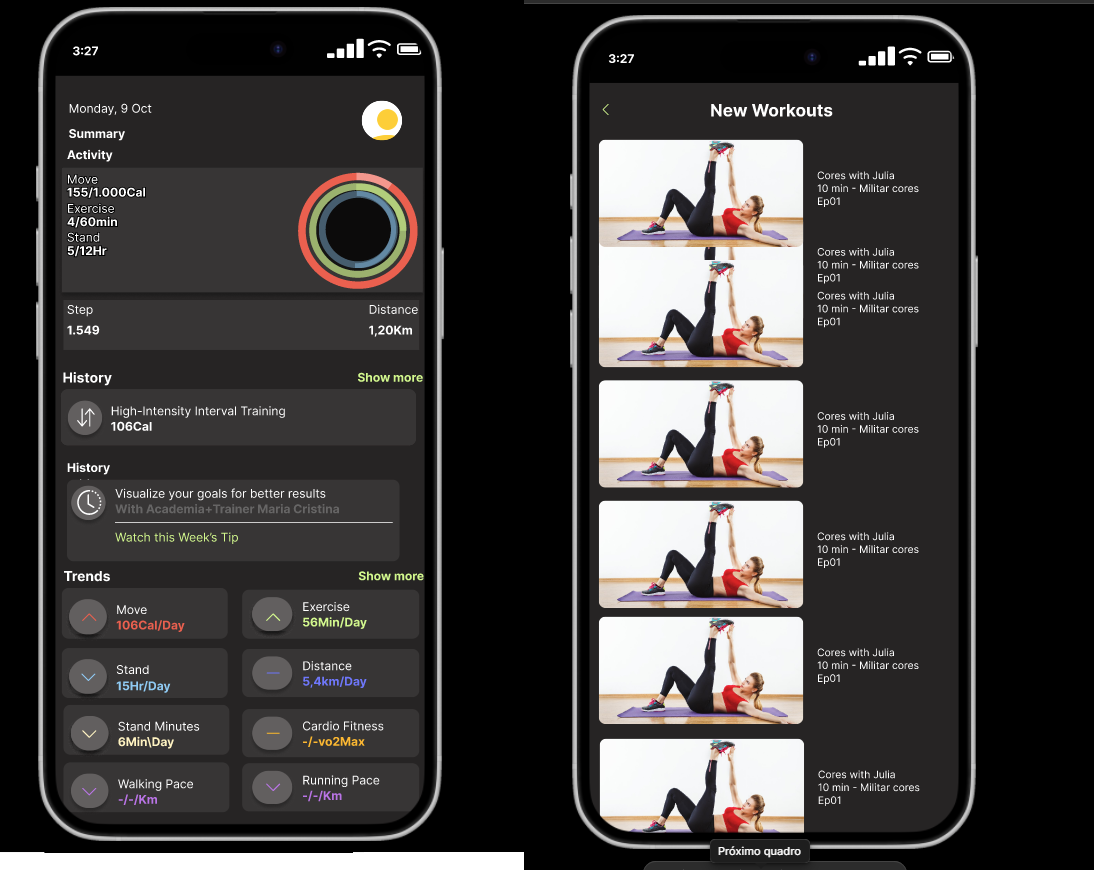 3:27
Monday, 9 Oct
Summary
Activity
Move
155/1.000Cal
Exercise
4/60min
Stand
5/12Hr
Step
Distance
1.549
1,20Km
History
Show more
High-Intensity Interval Training
106Cal
History
Visualize your goals for better results
With Academia+Trainer Maria Cristina
Watch this Week's Tip
Trends
Show more
Move
106Cal/Day
Exercise
56Min/Day
Stand
15Hr/Day
Distance
5,4km/Day
Stand Minutes
6Min\Day
Cardio Fitness
-/-vo2Max
Walking Pace
-/-/Km
Running Pace
-/-/Km
3:27
New Workouts
Cores with Julia
10 min - Militar cores
Ep01
Cores with Julia
10 min - Militar cores
Ep01
Cores with Julia
10 min - Militar cores
Ep01
Cores with Julia
10 min - Militar cores
Ep01
Cores with Julia
10 min - Militar cores
Ep01
Cores with Julia
10 min - Militar cores
Ep01
Cores with Julia
10 min - Militar cores
Ep01
Próximo quadro